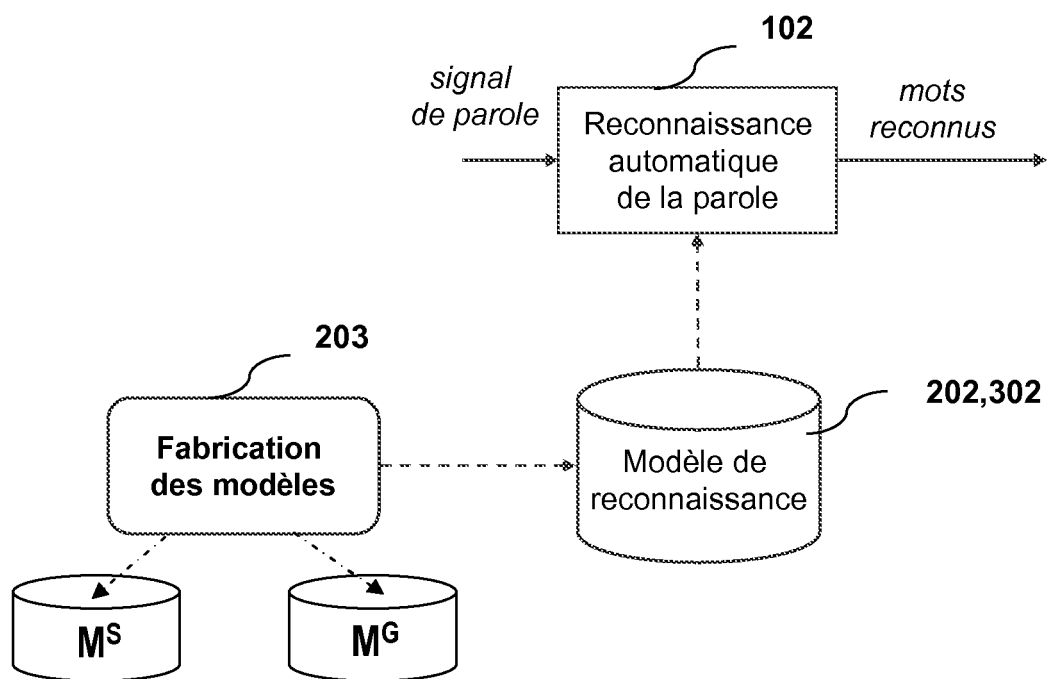 102
signal
de parole
Reconnaissance
automatique
de la parole
mots
reconnus
203
Fabrication
des modèles
202,302
Modèle de
reconnaissance
M^S
M^G